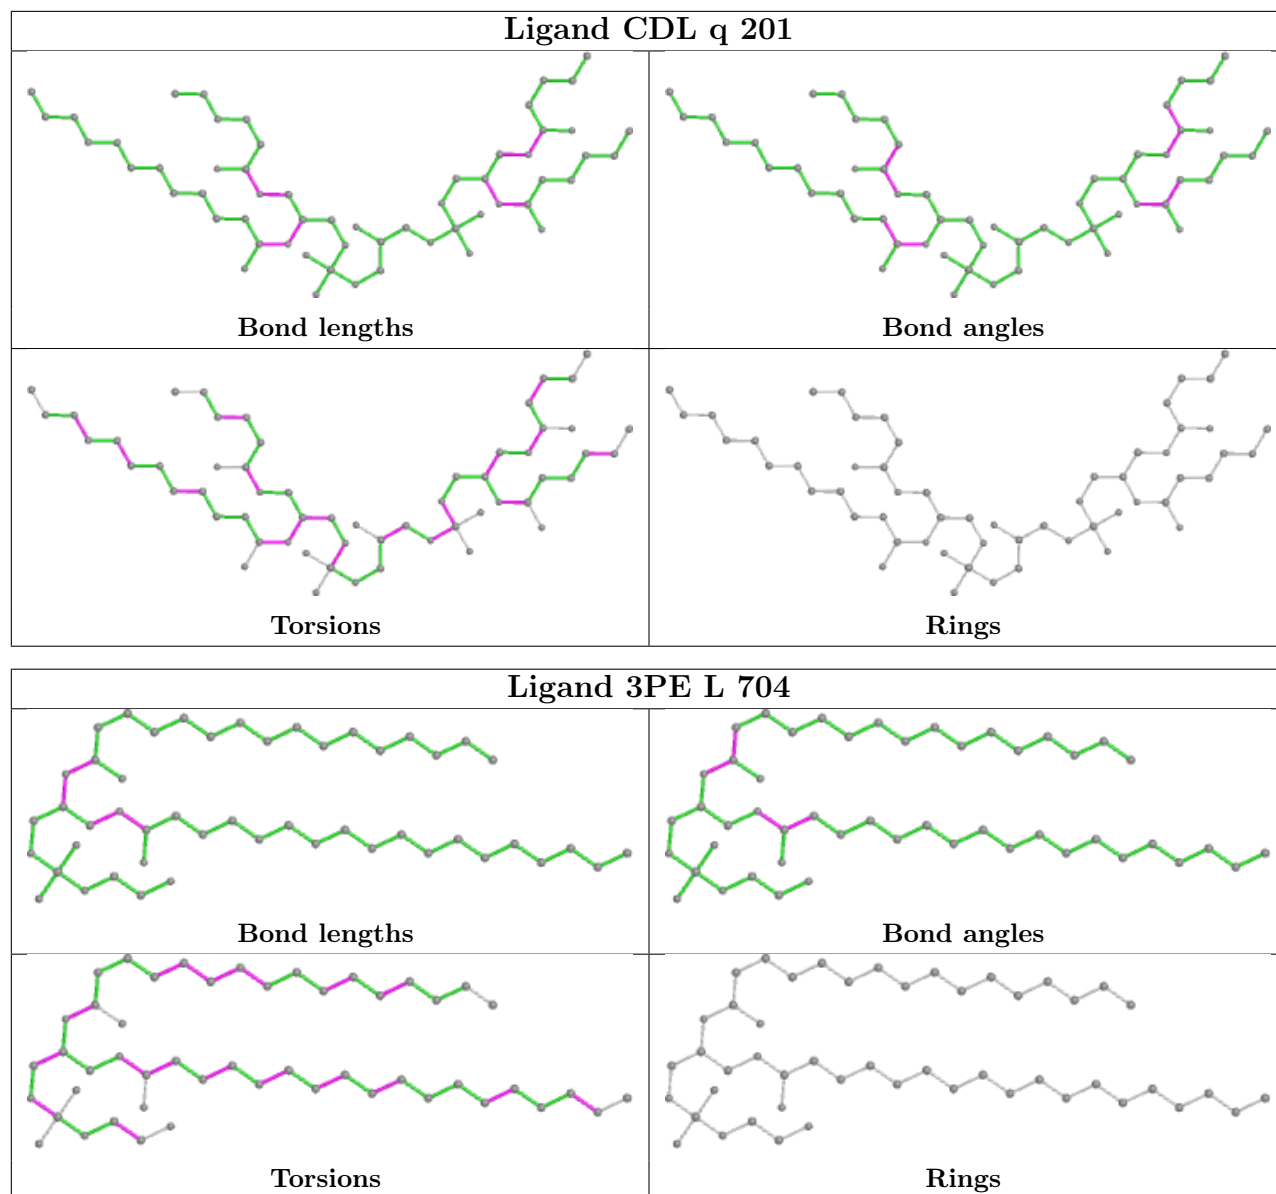 Ligand CDL q 201
Bond lengths
Bond angles
Torsions
Rings
Ligand 3PE L 704
Bond lengths
Bond angles
Torsions
Rings